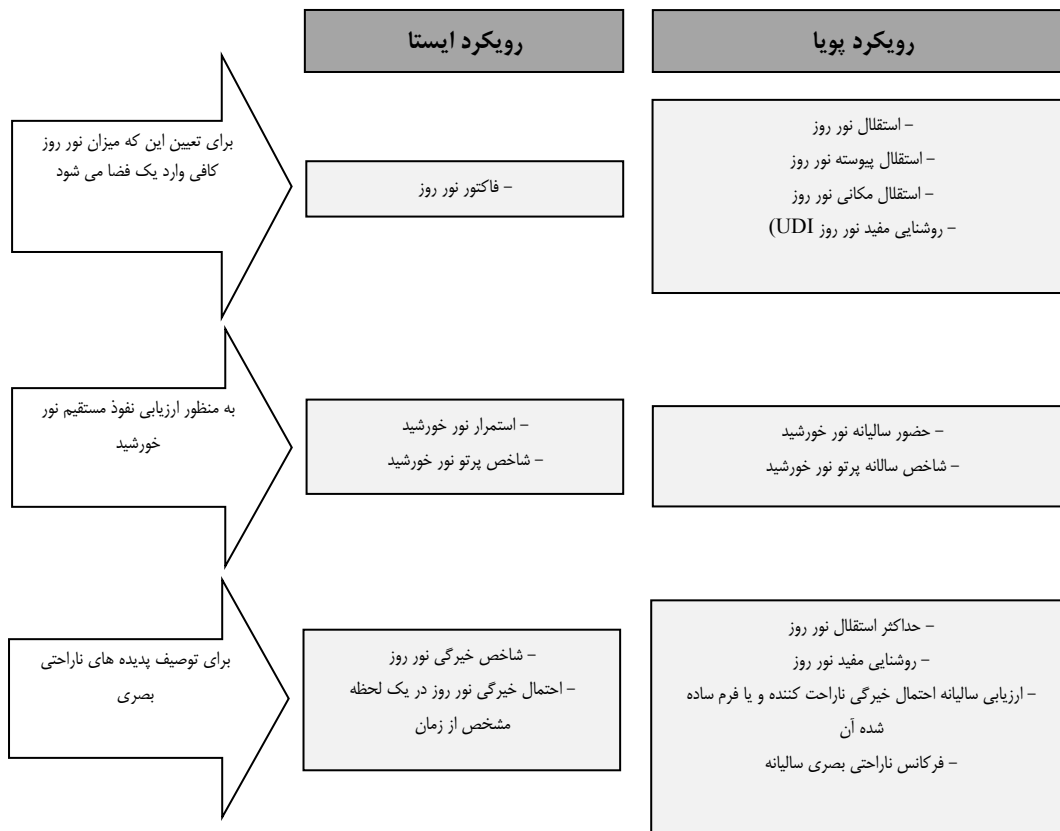 رویکرد پویا
رویکرد ایستا
برای تعیین این که میزان نور روز
کافی وارد یک فضا می شود
– فاکتور نور روز
– استقلال نور روز
– استقلال پیوسته نور روز
– استقلال مکانی نور روز
– روشنایی مفید نور روز UDI)
به منظور ارزیابی نفوذ مستقیم نور
خورشید
– استمرار نور خورشید
– شاخص پرتو نور خورشید
– حضور سالیانه نور خورشید
– شاخص سالانه پرتو نور خورشید
برای توصیف پدیده های ناراحتی
بصری
– شاخص خیرگی نور روز
– احتمال خیرگی نور روز در یک لحظه
مشخص از زمان
– حداکثر استقلال نور روز
– روشنایی مفید نور روز
– ارزیابی سالیانه احتمال خیرگی ناراحت کننده و یا فرم ساده
شده آن
– فرکانس ناراحتی بصری سالیانه